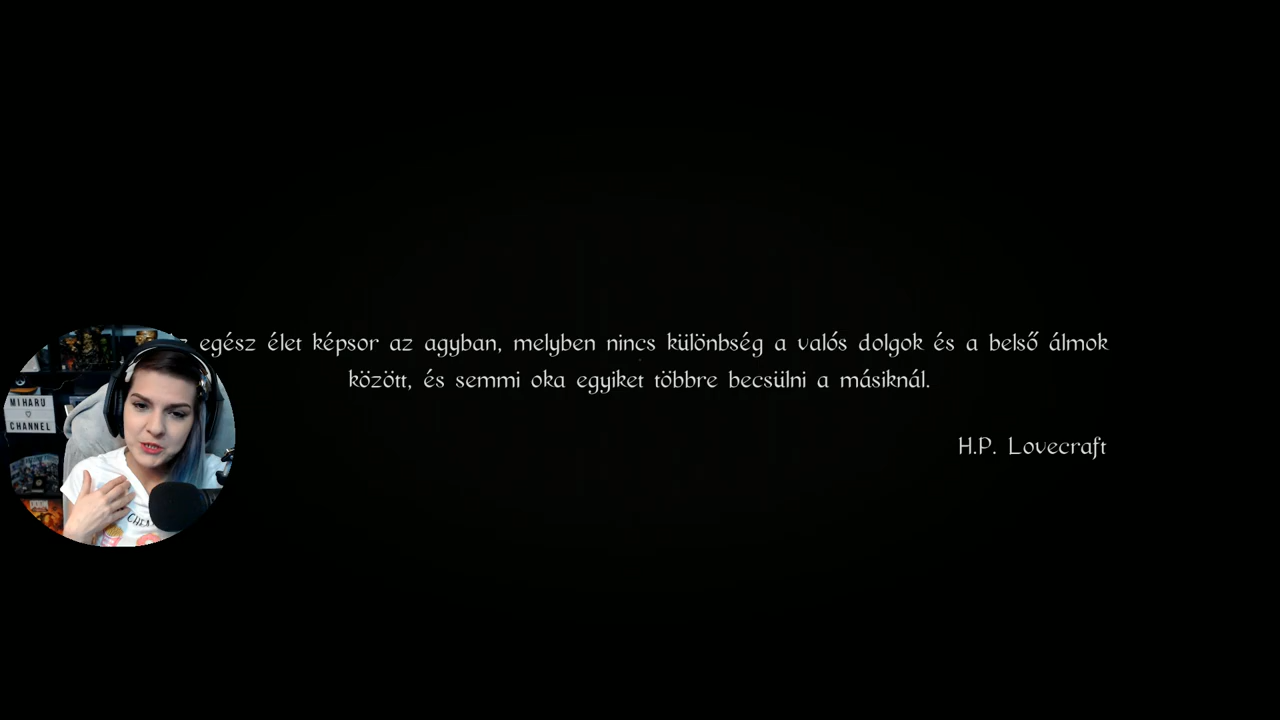 egész élet képsor az agyban, melyben nincs különbség a valós dolgok és a belső álmok
között, és semmi oka egyiket többre becsülni a másiknál.
H.P. Lovecraft
MIHARU
♡
CHANNEL